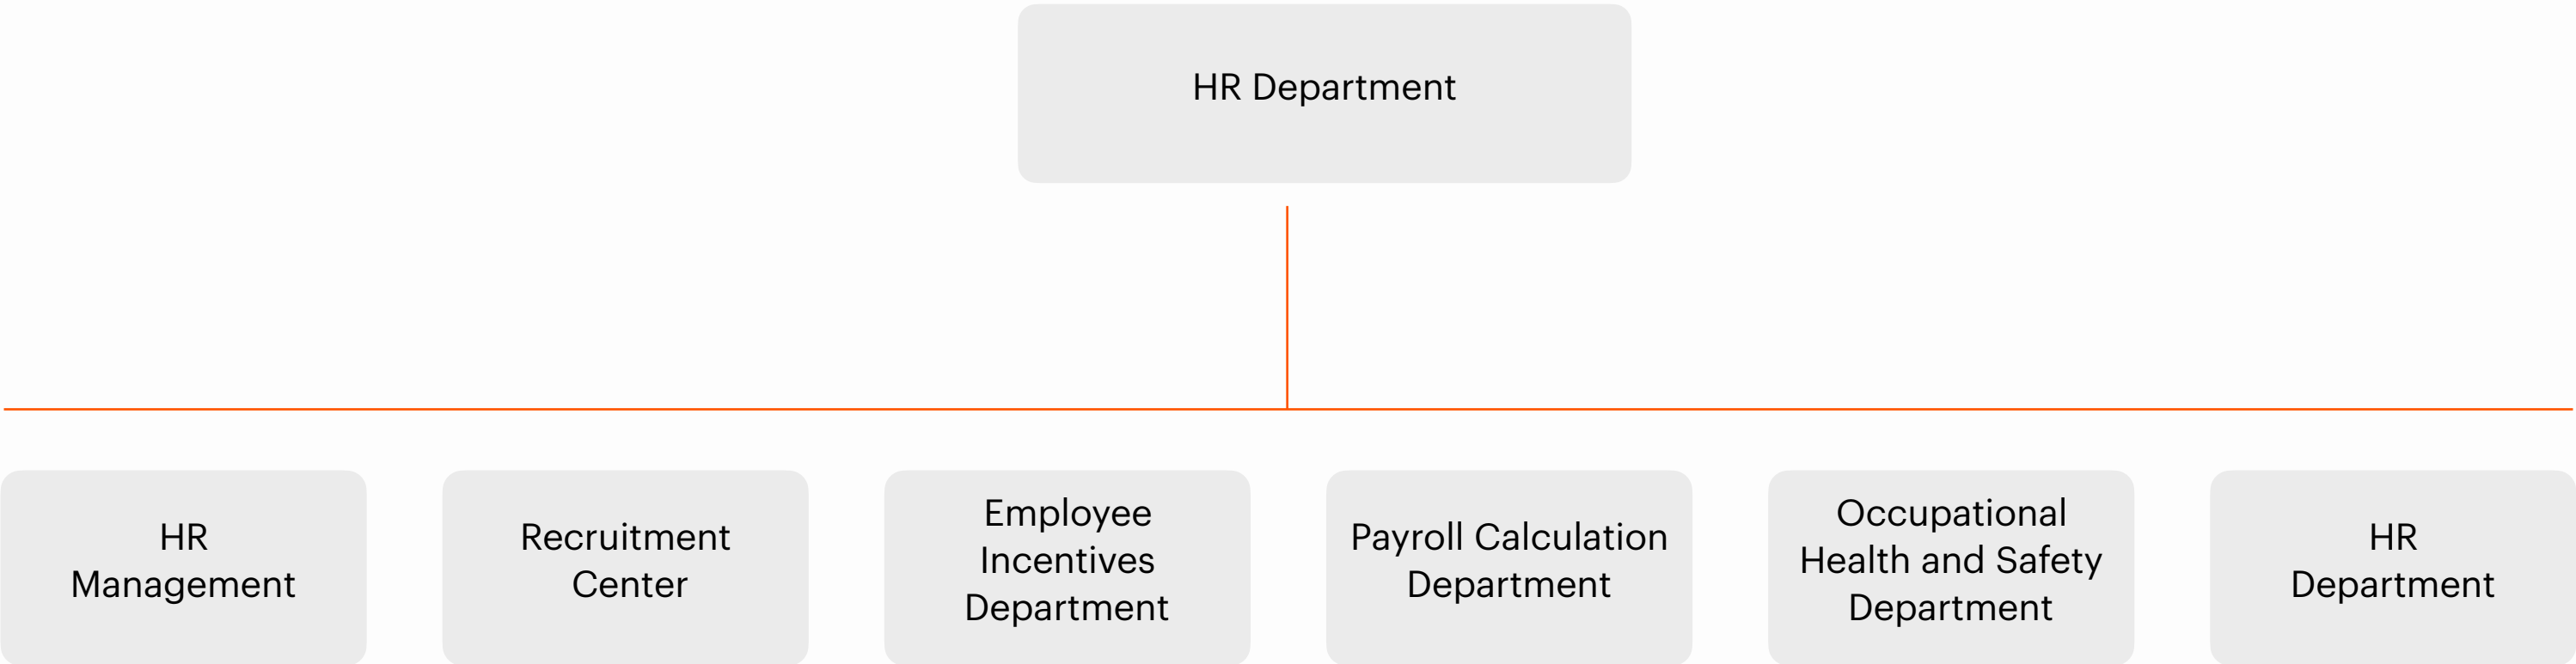 HR Department
HR
Management
Recruitment
Center
Employee
Incentives
Department
Payroll Calculation
Department
Occupational
Health and Safety
Department
HR
Department